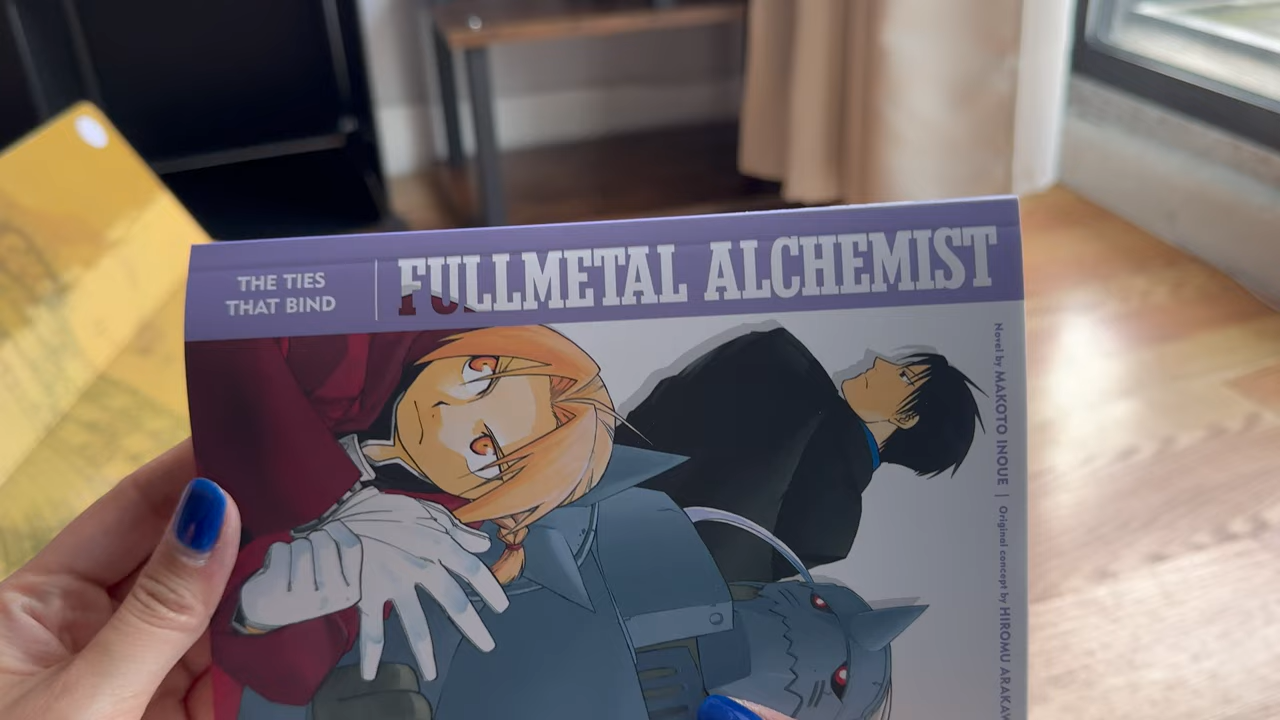 THE TIES
THAT BIND
FULLMETAL ALCHEMIST
Novel by MAKOTO INOUE | Original concept by HIROMU